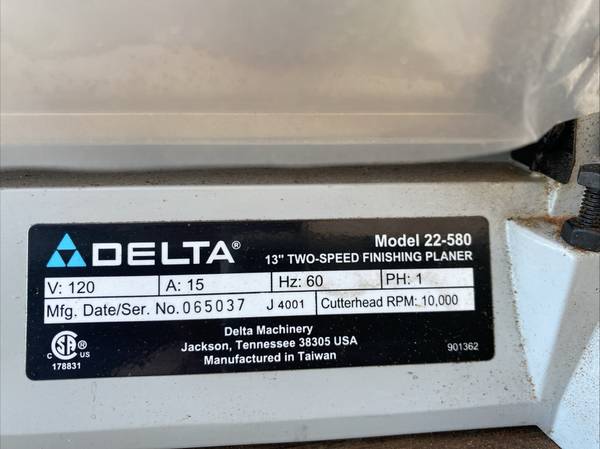 DELTA®
Model 22-580
13" TWO-SPEED FINISHING PLANER
V: 120 A: 15 Hz: 60 PH: 1
Mfg. Date/Ser. No. 065037 J 4001 Cutterhead RPM: 10,000
Delta Machinery
Jackson, Tennessee 38305 USA
Manufactured in Taiwan
C US
178831
901362